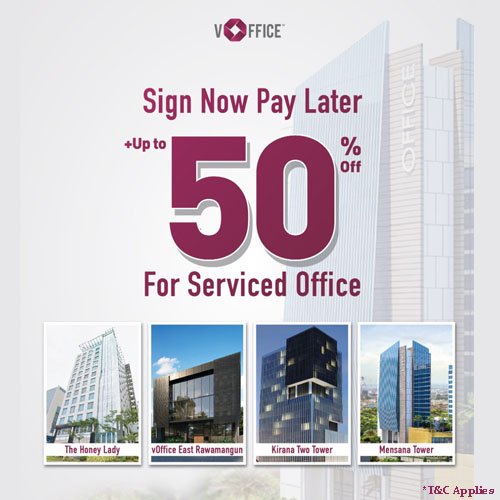 VOFFICE
Sign Now Pay Later
+Up to 50% Off
For Serviced Office
OFFICE
The Honey Lady
vOffice East Rawamangun
Kirana Two Tower
Mensana Tower
*T&C Applies